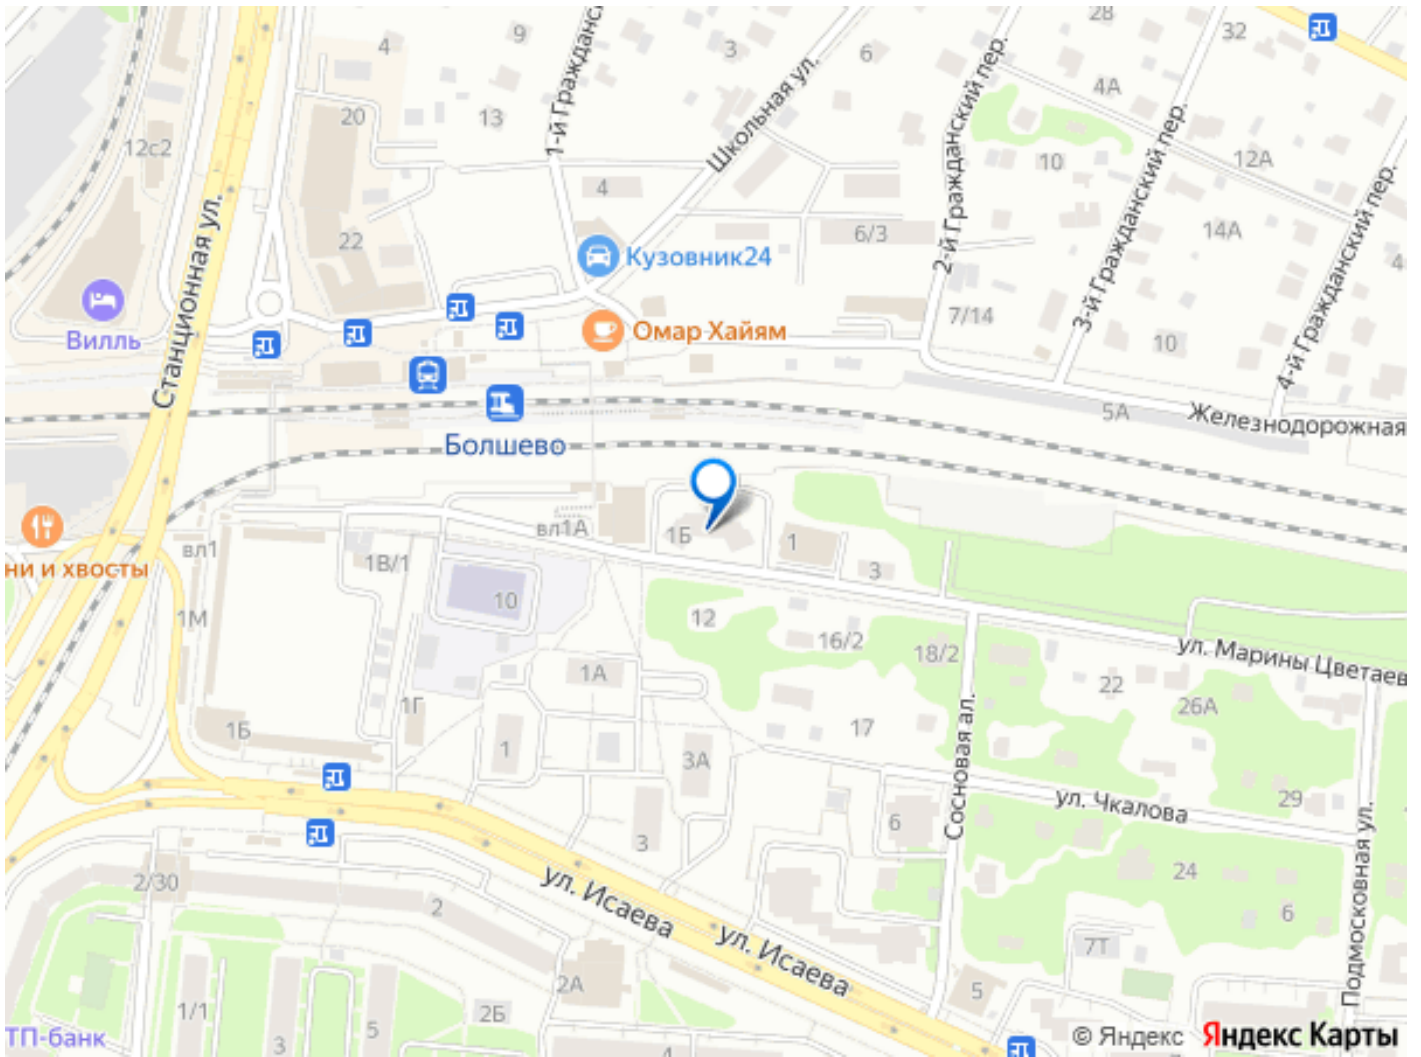 28
9
4
3
6
32
1-й Гражданс
Школьная ул.
2-й Гражданский пер.
4А
20
13
12с2
3-й Гражданский пер.
10
12А
4
Станционная ул.
4-й Гражданский пер.
22
6/3
14А
4
Кузовник24
Вилль
Омар Хайям
7/14
10
5А
Железнодорожная
Болшево
вл1А
1Б
1
вл1
1В/1
3
ни и хвосты
10
1М
12
16/2
18/2
ул. Марины Цветаев
1А
22
26А
1Г
17
1Б
1
3А
Сосновая ал.
ул. Чкалова
29
6
3
Подмосковная ул.
2/30
24
ул. Исаева
2
6
ул. Исаева
7Т
2А
5
1/1
2Б
ТП-банк
3
5
4
© Яндекс Яндекс Карты